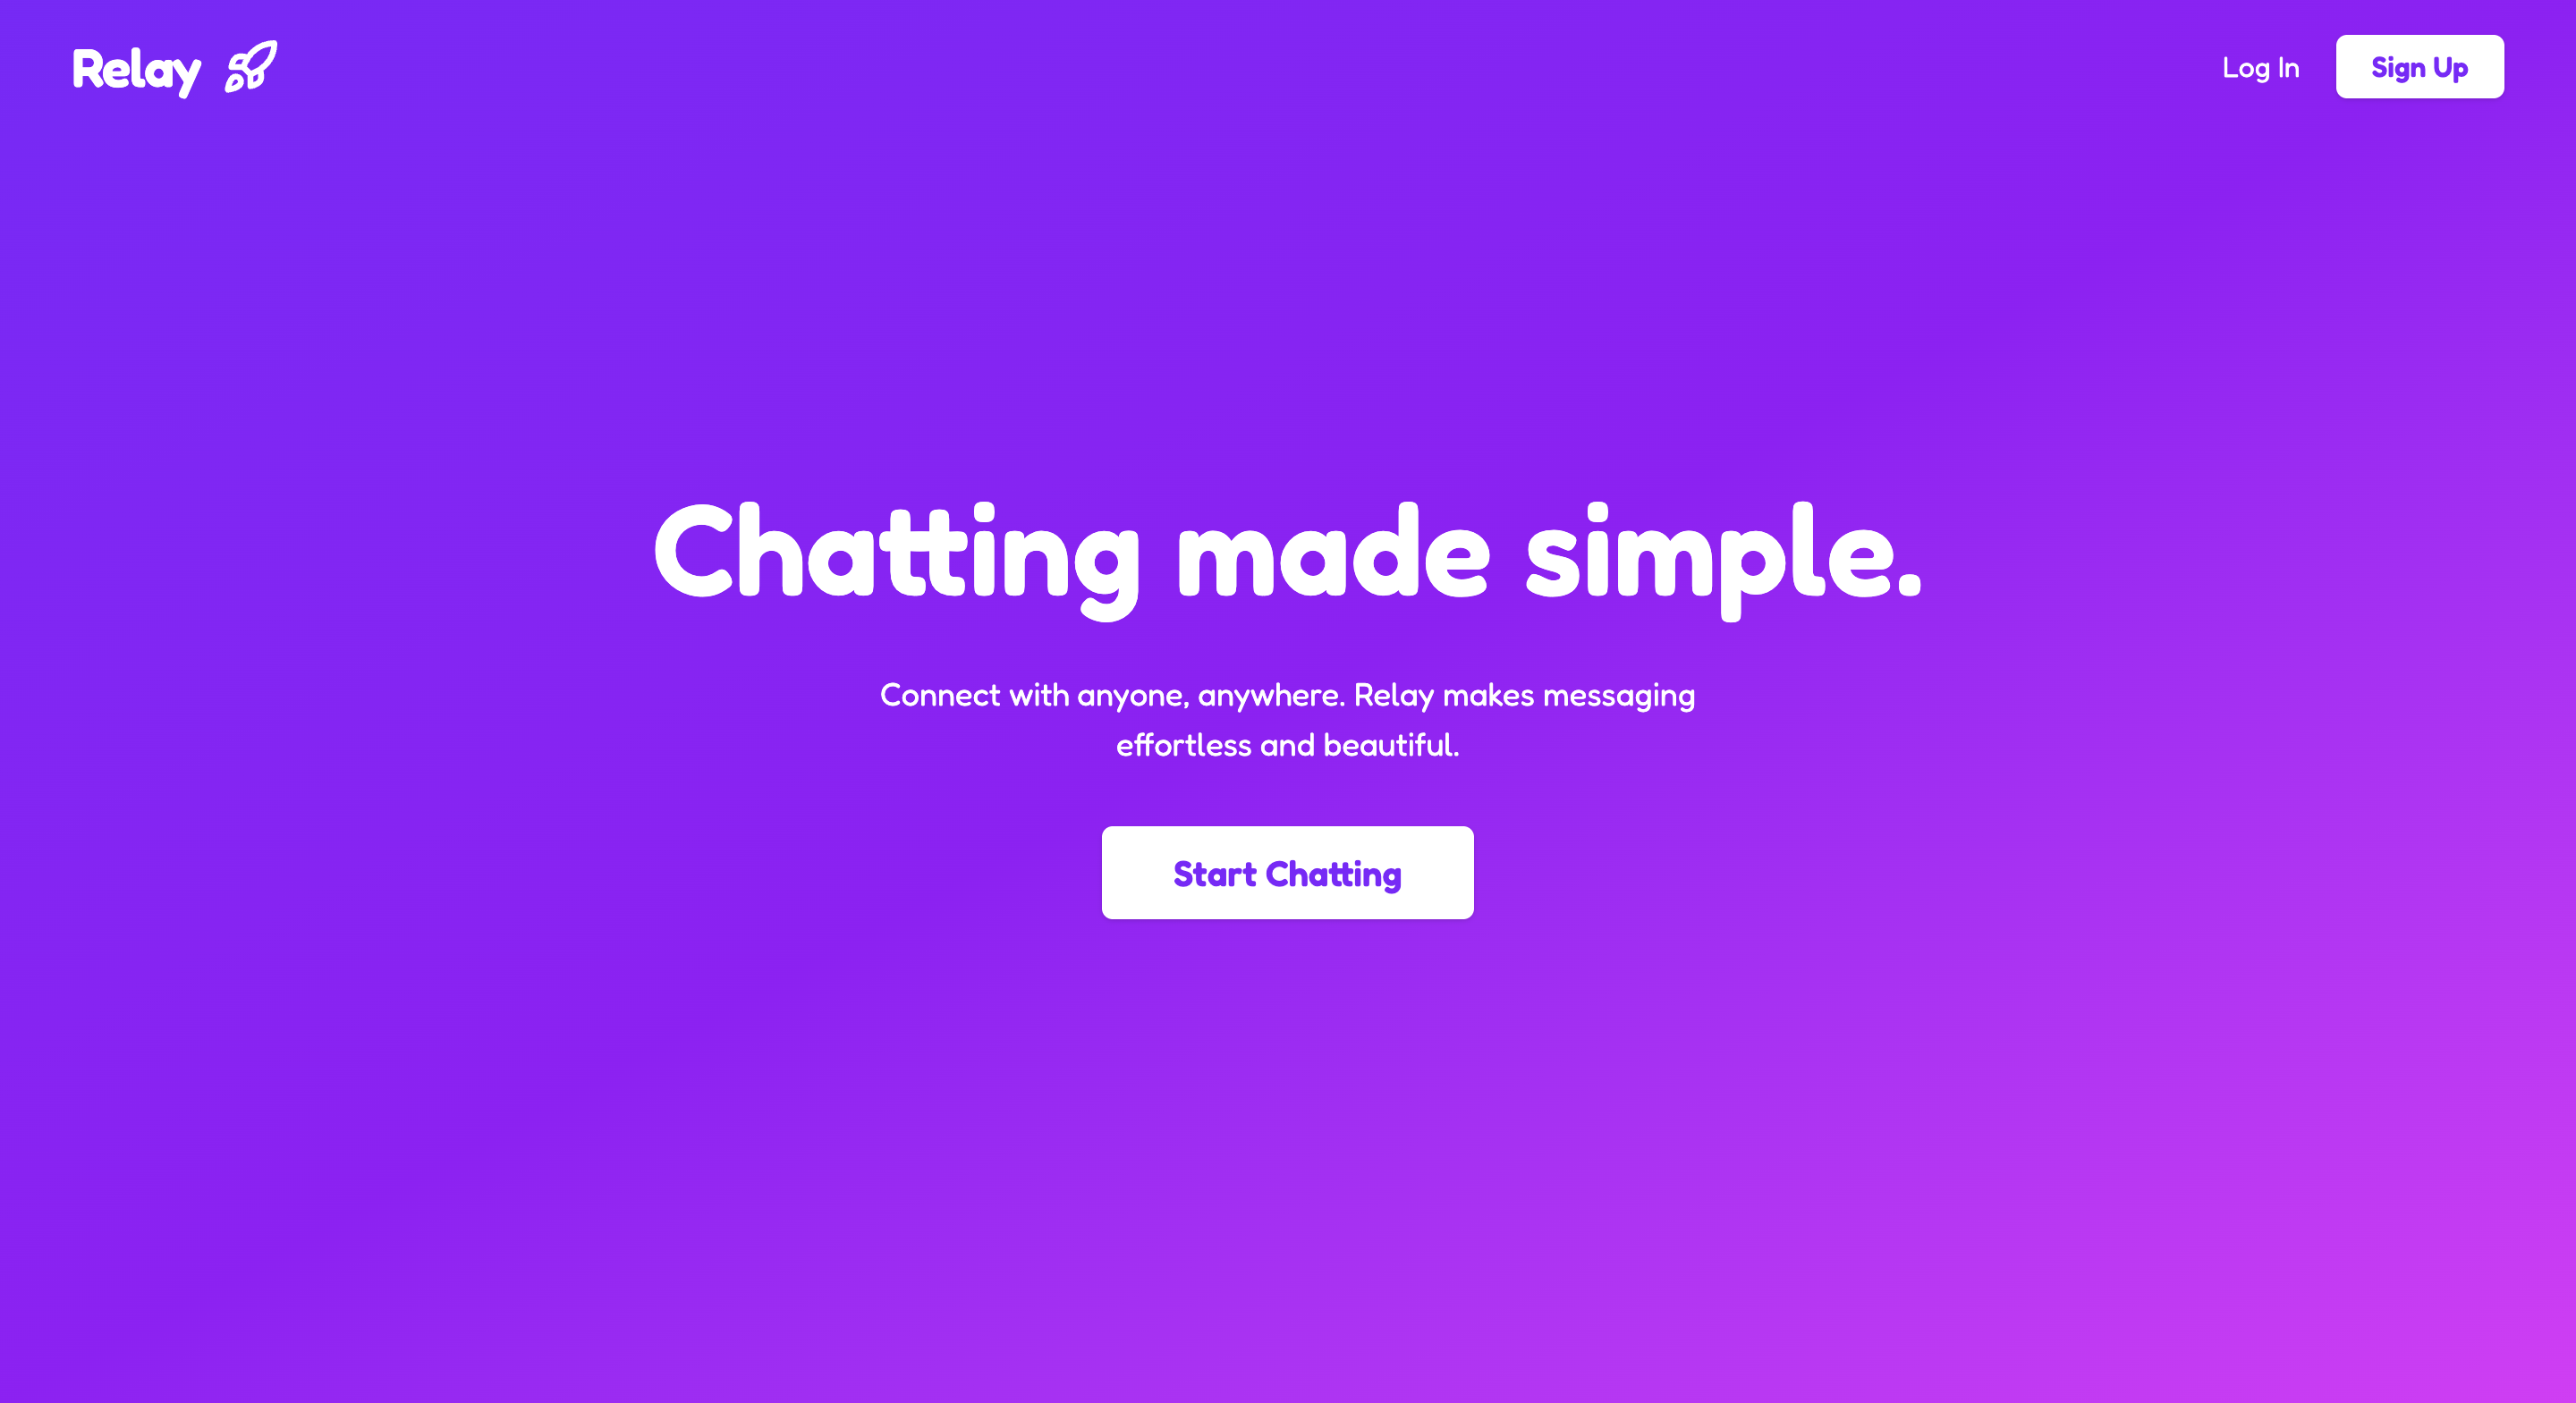 Relay
Log In
Sign Up
Chatting made simple.
Connect with anyone, anywhere. Relay makes messaging
effortless and beautiful.
Start Chatting